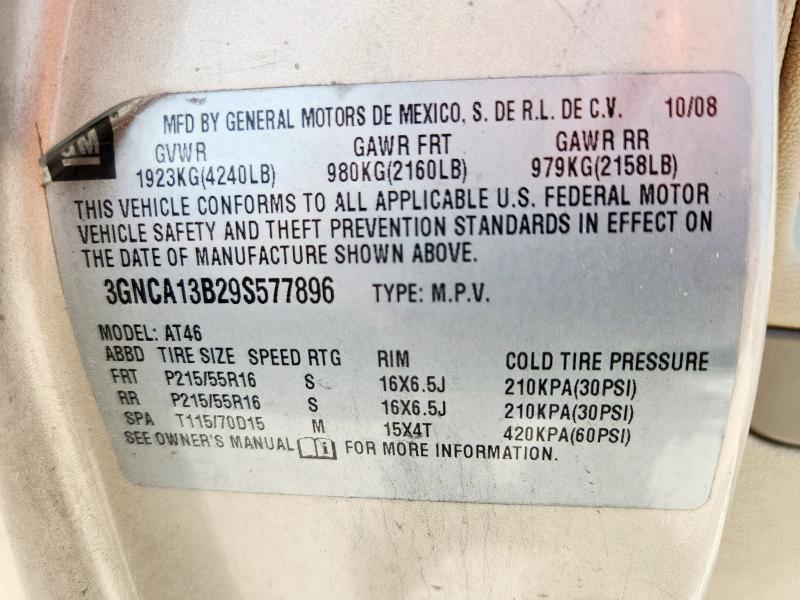 GM
MFD BY GENERAL MOTORS DE MEXICO, S. DE R.L. DE C.V. 10/08
GVWR GAWR FRT GAWR RR
1923KG(4240LB) 980KG(2160LB) 979KG(2158LB)
THIS VEHICLE CONFORMS TO ALL APPLICABLE U.S. FEDERAL MOTOR
VEHICLE SAFETY AND THEFT PREVENTION STANDARDS IN EFFECT ON
THE DATE OF MANUFACTURE SHOWN ABOVE.
3GNCA13B29S577896 TYPE: M.P.V.
MODEL: AT46
ABBD TIRE SIZE SPEED RTG RIM COLD TIRE PRESSURE
FRT P215/55R16 S 16X6.5J 210KPA(30PSI)
RR P215/55R16 S 16X6.5J 210KPA(30PSI)
SPA T115/70D15 M 15X4T 420KPA(60PSI)
SEE OWNER'S MANUAL FOR MORE INFORMATION.